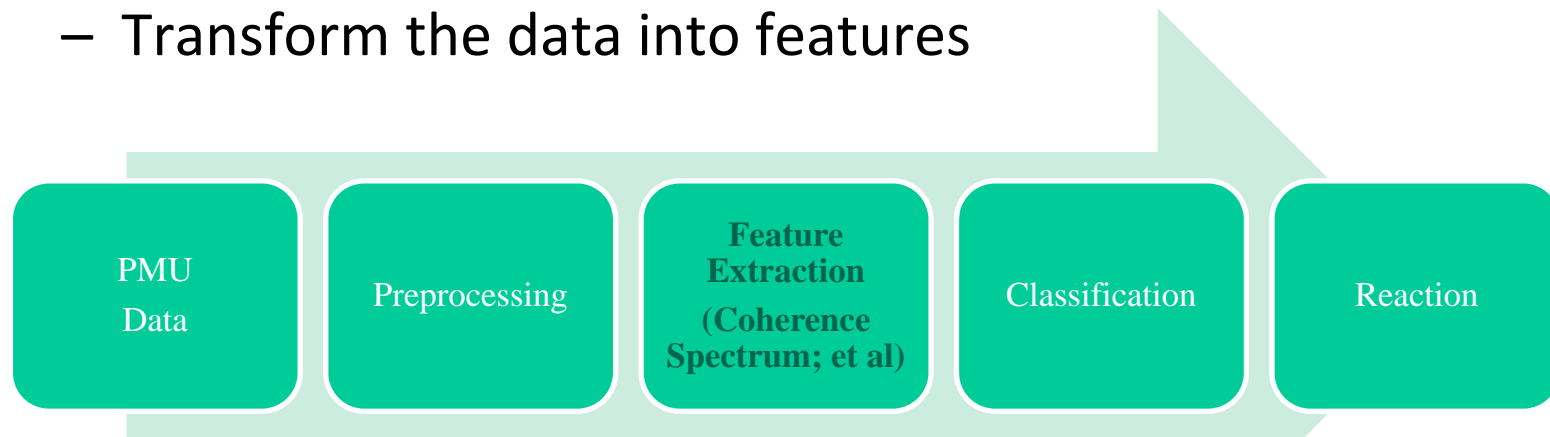 – Transform the data into features
PMU
Data
Preprocessing
Feature
Extraction
(Coherence
Spectrum; et al)
Classification
Reaction